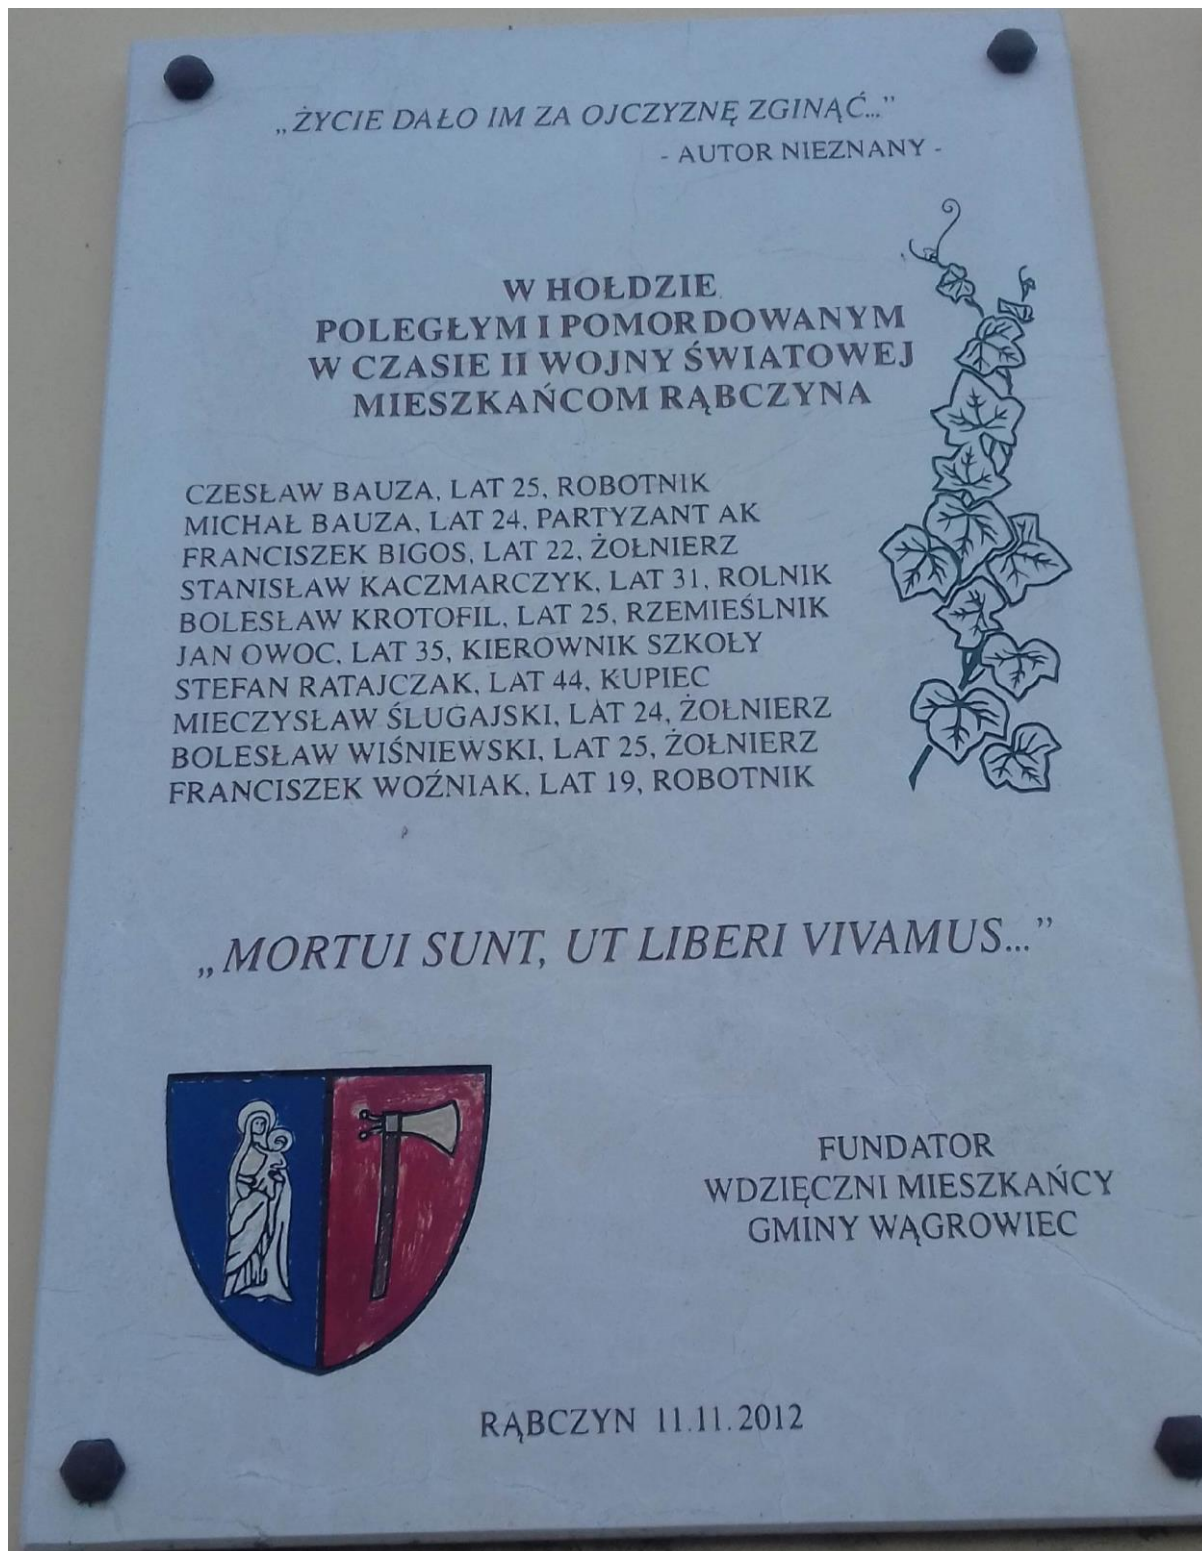 „ŻYCIE DAŁO IM ZA OJCZYZNĘ ZGINĄĆ...”
- AUTOR NIEZNANY -
W HOŁDZIE
POLEGŁYM I POMORDOWANYM
W CZASIE II WOJNY ŚWIATOWEJ
MIESZKAŃCOM RĄBCZYNA
CZESŁAW BAUZA, LAT 25, ROBOTNIK
MICHAŁ BAUZA, LAT 24, PARTYZANT AK
FRANCISZEK BIGOS, LAT 22, ŻOŁNIERZ
STANISŁAW KACZMARCZYK, LAT 31, ROLNIK
BOLESŁAW KROTOFIL, LAT 25, RZEMIEŚLNIK
JAN OWOC, LAT 35, KIEROWNIK SZKOŁY
STEFAN RATAJCZAK, LAT 44, KUPIEC
MIECZYSŁAW ŚLUGAJSKI, LAT 24, ŻOŁNIERZ
BOLESŁAW WIŚNIEWSKI, LAT 25, ŻOŁNIERZ
FRANCISZEK WOŹNIAK, LAT 19, ROBOTNIK
„MORTUI SUNT, UT LIBERI VIVAMUS...”
FUNDATOR
WDZIĘCZNI MIESZKAŃCY
GMINY WĄGROWIEC
RĄBCZYN 11.11.2012